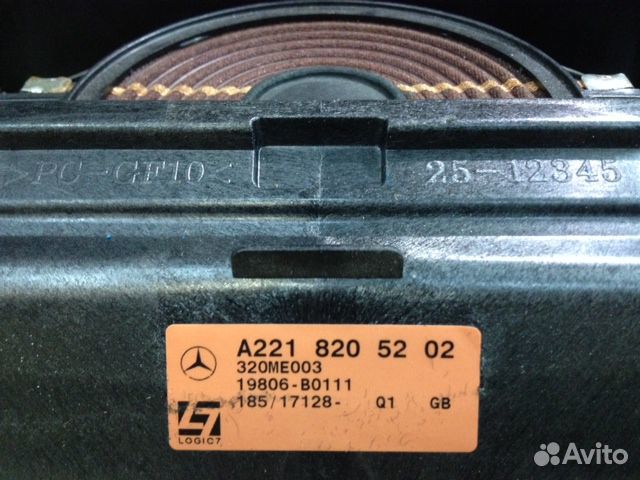 >PC-GF10<
25-12345
A221 820 52 02
320ME003
19806-B0111
185/17128- Q1 GB
LOGIC7
Avito